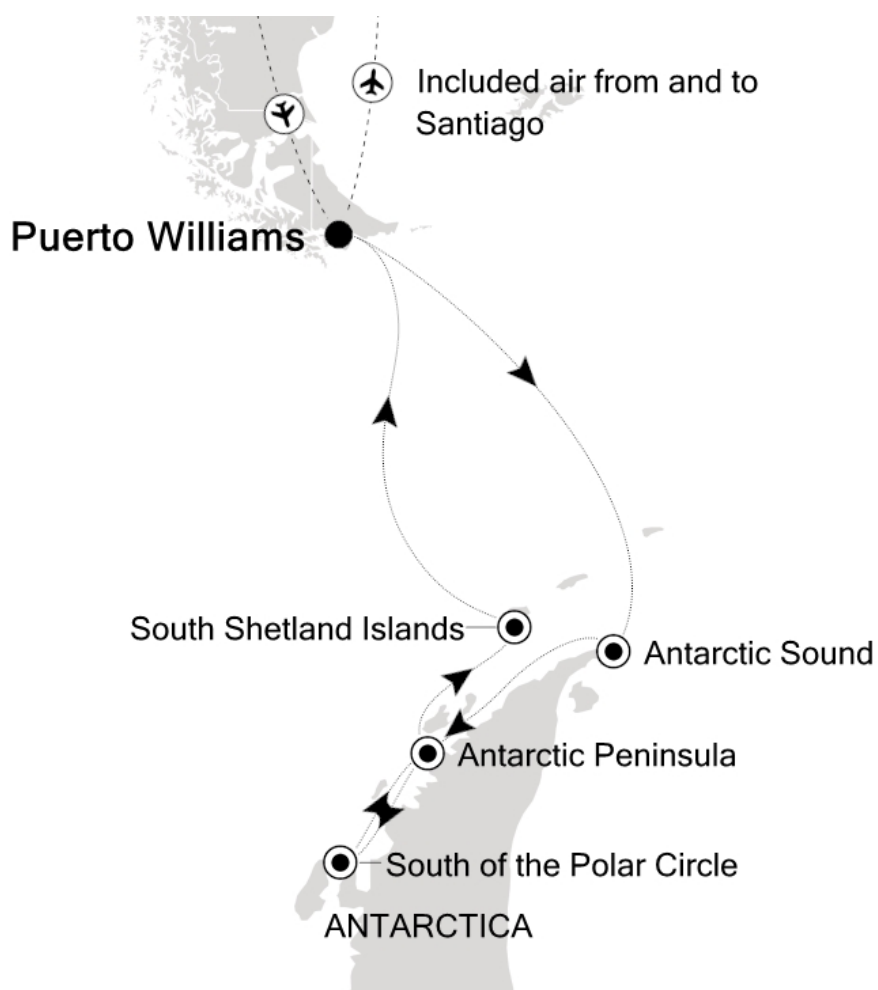 Included air from and to
Santiago
Puerto Williams
South Shetland Islands
Antarctic Sound
Antarctic Peninsula
South of the Polar Circle
ANTARCTICA